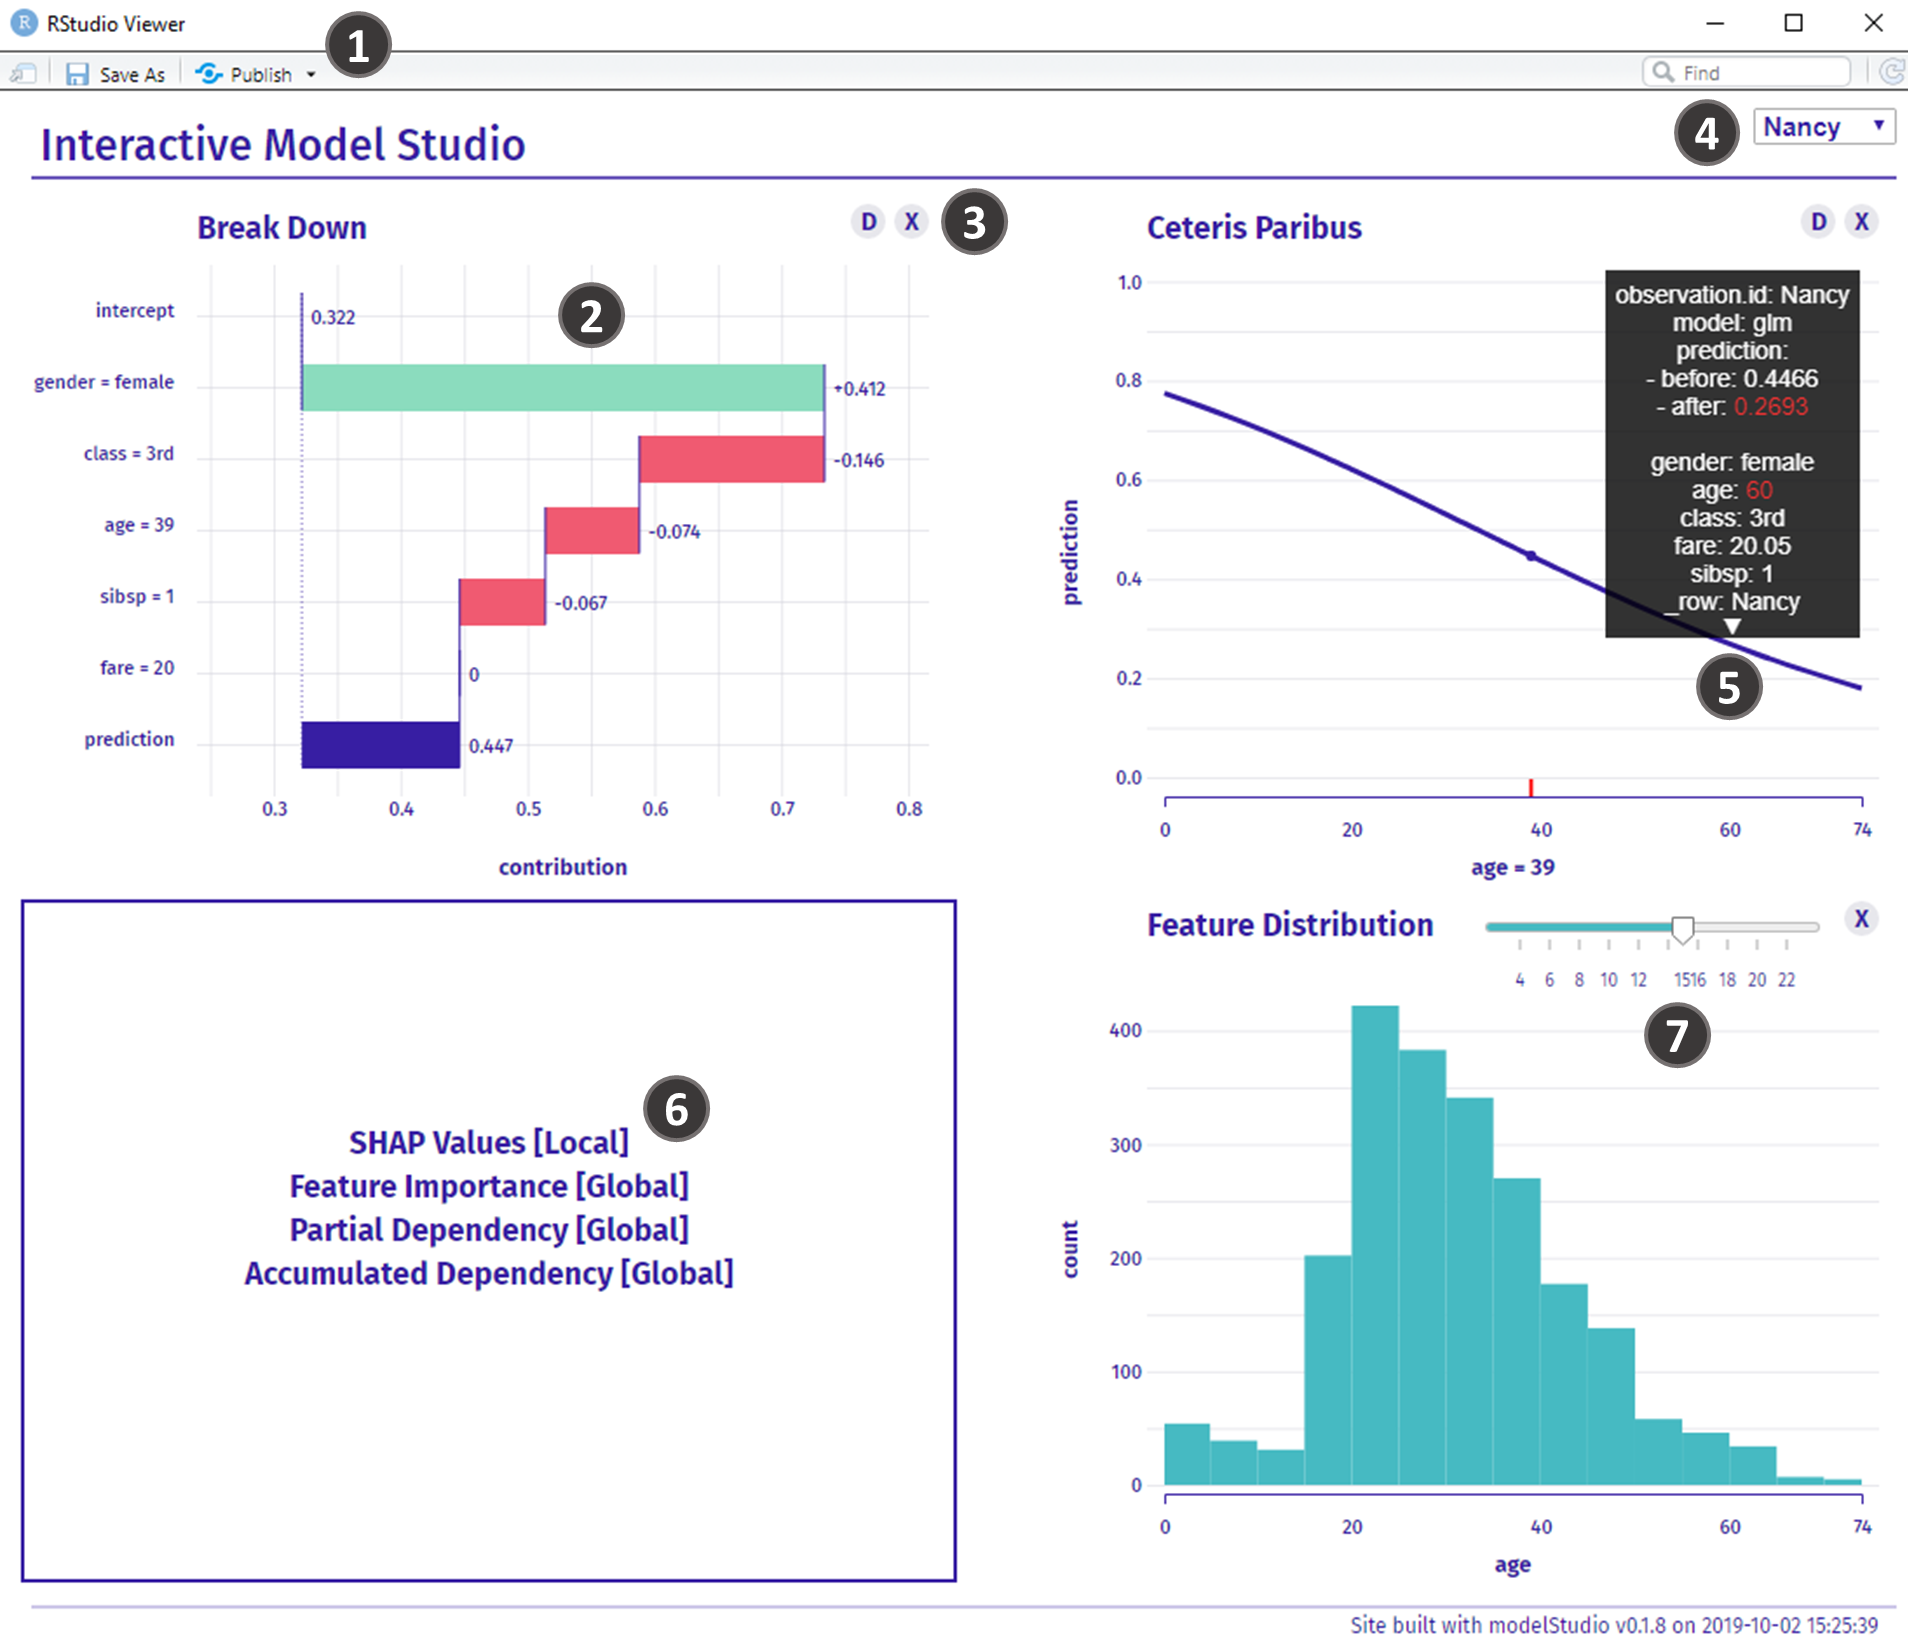 R RStudio Viewer
1
Save As
Publish
Find
Interactive Model Studio
4
Nancy
Break Down
D X
3
intercept
0.322
2
gender = female
+0.412
class = 3rd
-0.146
age = 39
-0.074
sibsp = 1
-0.067
fare = 20
0
prediction
0.447
0.3 0.4 0.5 0.6 0.7 0.8
contribution
Ceteris Paribus
D X
1.0
0.8
0.6
0.4
0.2
0.0
prediction
observation.id: Nancy
model: glm
prediction:
- before: 0.4466
- after: 0.2693
gender: female
age: 60
class: 3rd
fare: 20.05
sibsp: 1
_row: Nancy
5
0 20 40 60 74
age = 39
6
SHAP Values [Local]
Feature Importance [Global]
Partial Dependency [Global]
Accumulated Dependency [Global]
Feature Distribution
X
4 6 8 10 12 15 16 18 20 22
7
400
300
200
100
0
count
0 20 40 60 74
age
Site built with modelStudio v0.1.8 on 2019-10-02 15:25:39